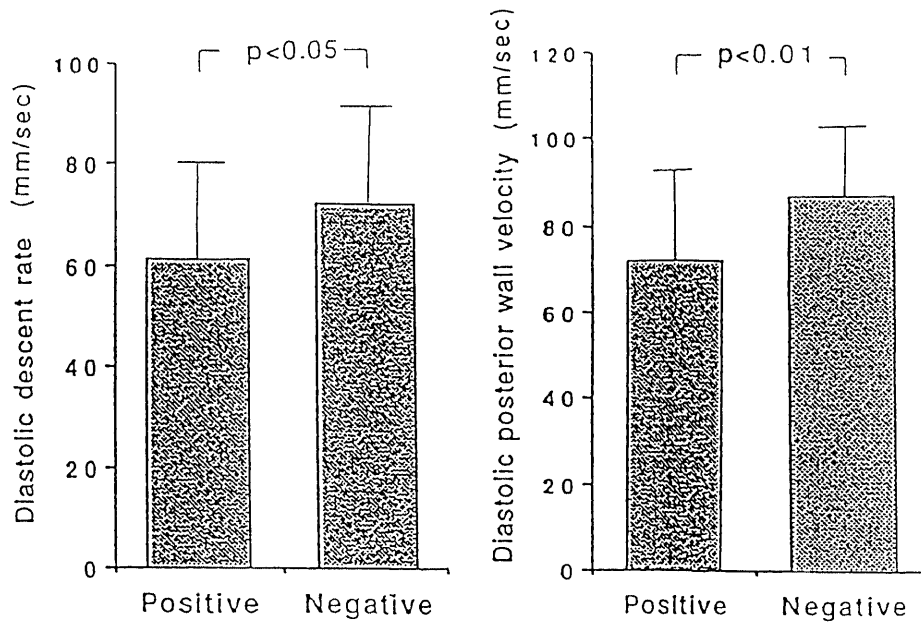 Diastolic descent rate (mm/sec)
100
80
60
40
20
0
p<0.05
Positive
Negative
Diastolic posterior wall velocity (mm/sec)
120
100
80
60
40
20
0
p<0.01
Positive
Negative